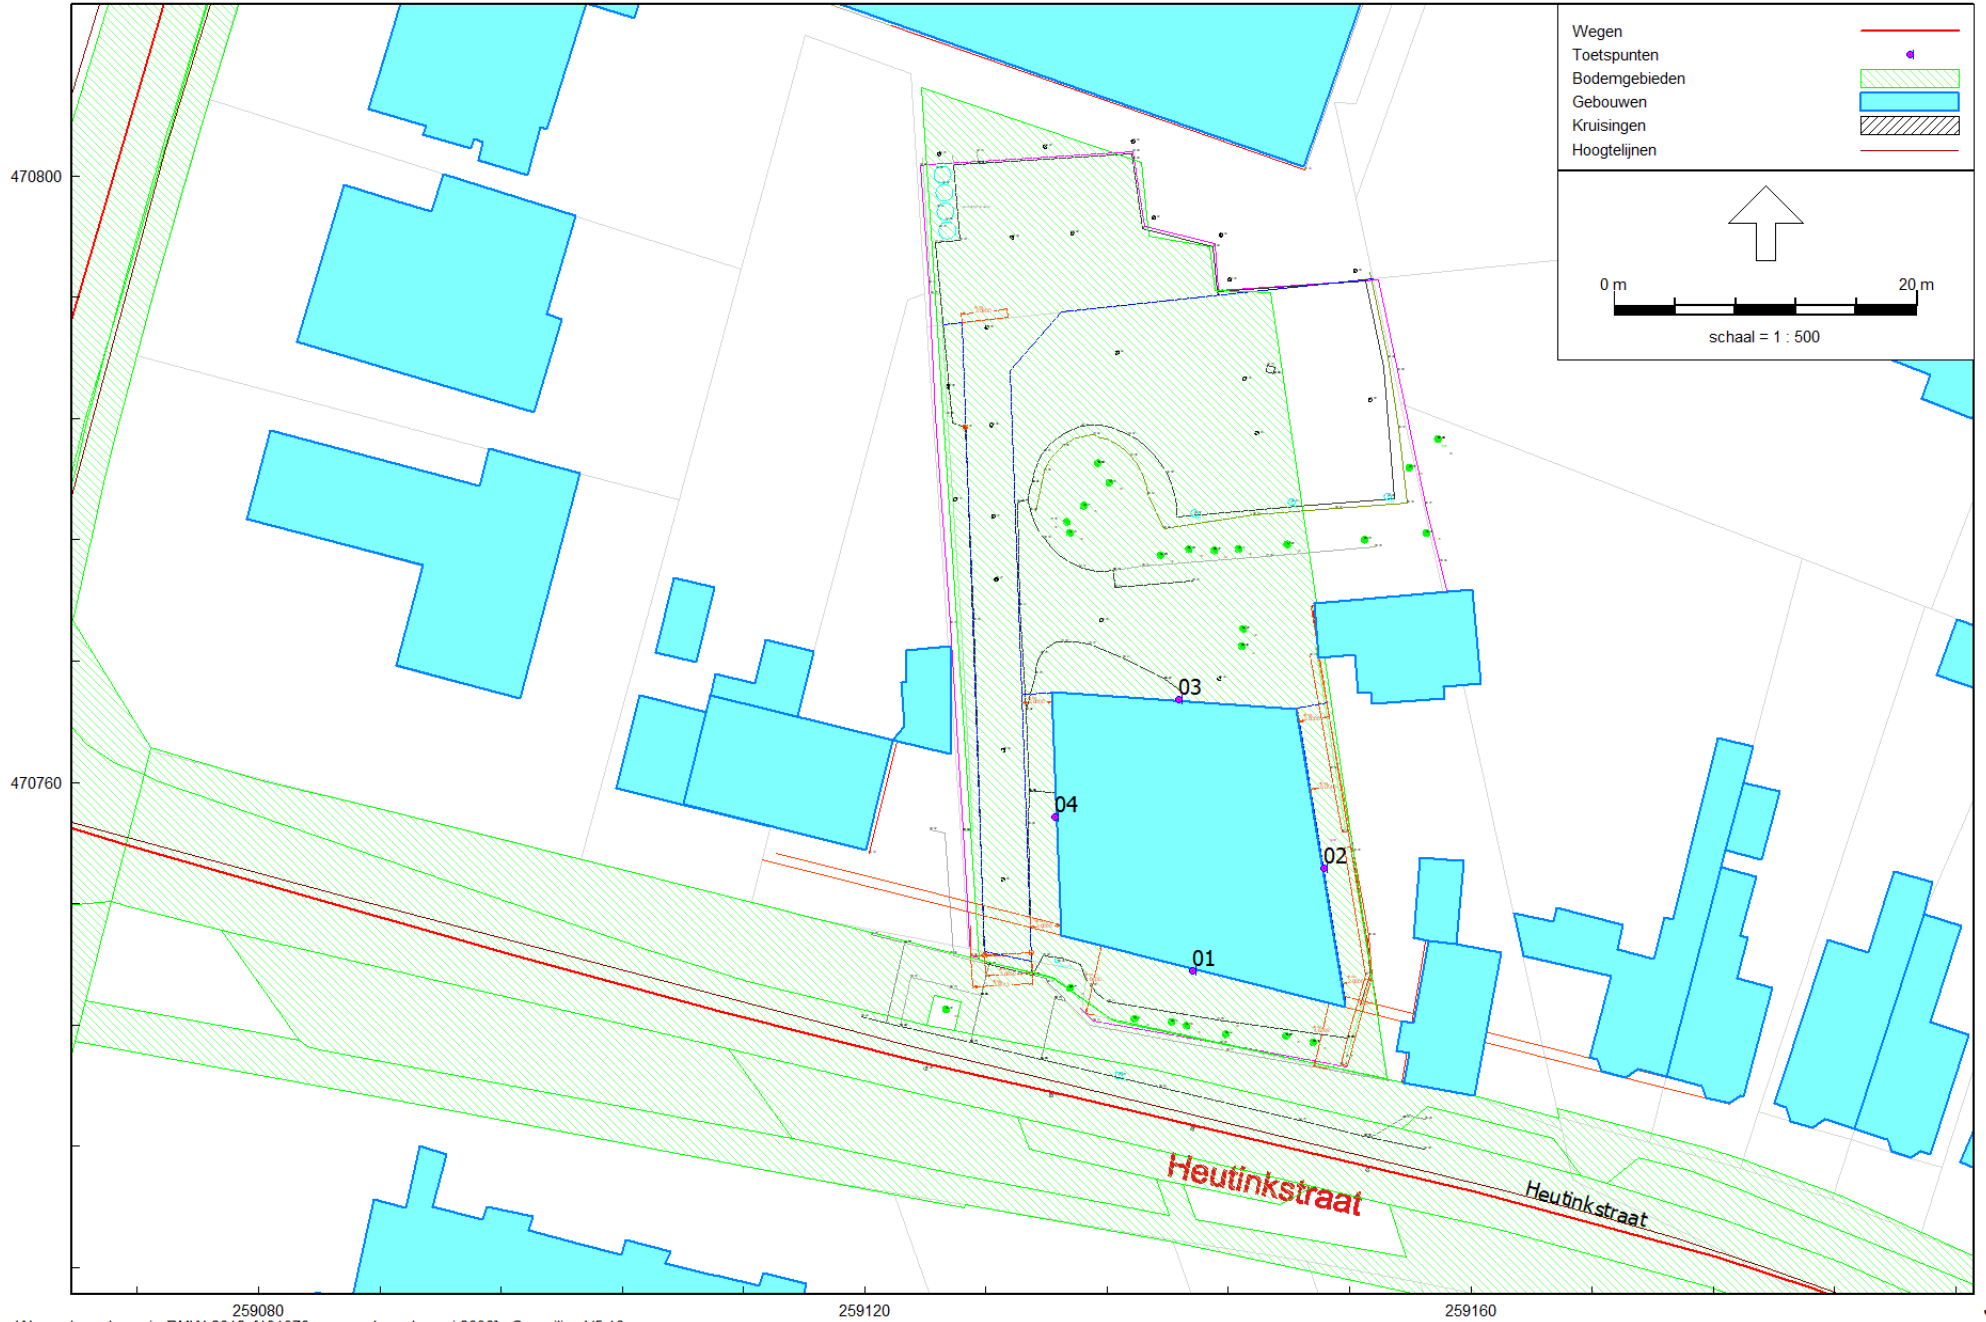 Wegen
Toetspunten
Bodemgebieden
Gebouwen
Kruisingen
Hoogtelijnen
0 m 20 m
schaal = 1 : 500
470800
470760
03
04
02
01
Heutinkstraat
Heutinkstraat
259080 259120 259160